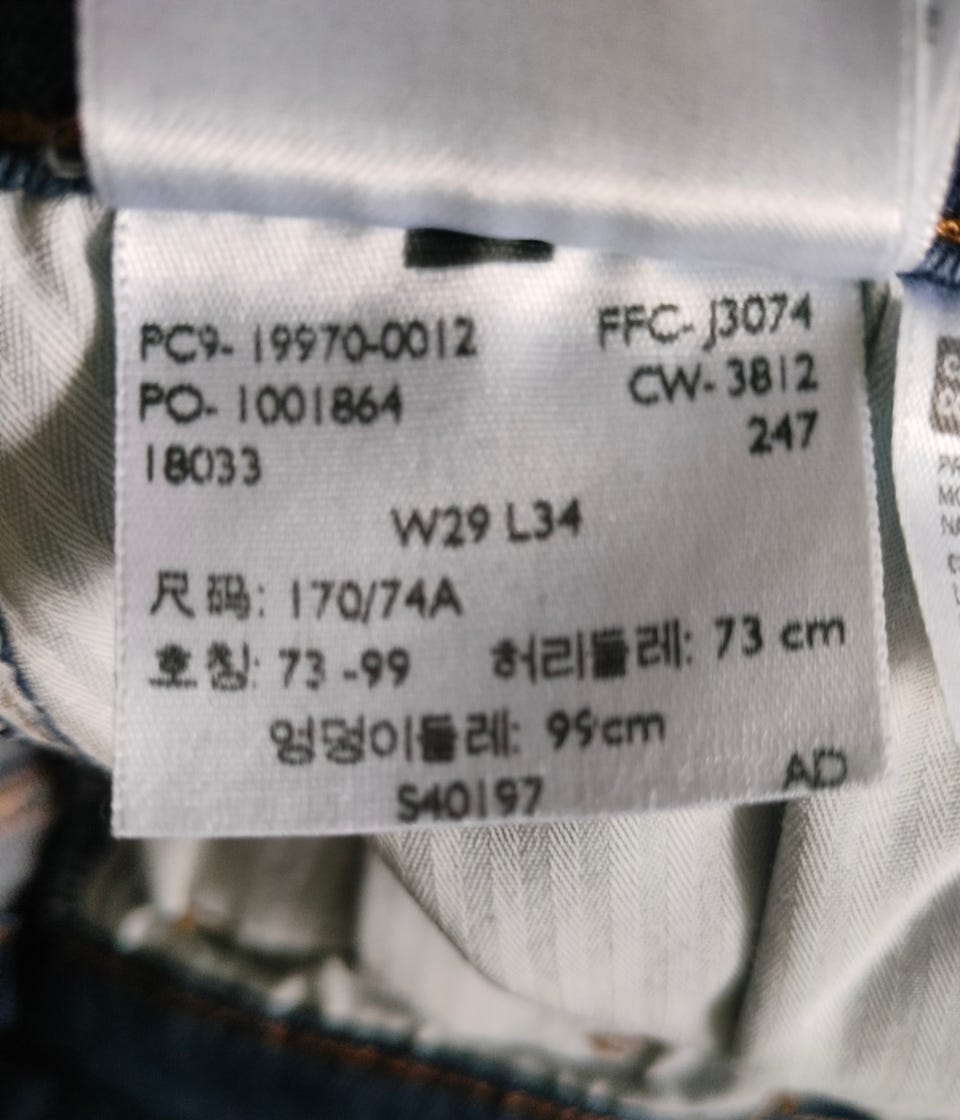 PC9- 19970-0012 FFC- J3074
PO- 1001864 CW- 3812
18033 247
W29 L34
尺码: 170/74A
호칭: 73 -99 허리둘레: 73 cm
엉덩이둘레: 99cm
S40197 AD